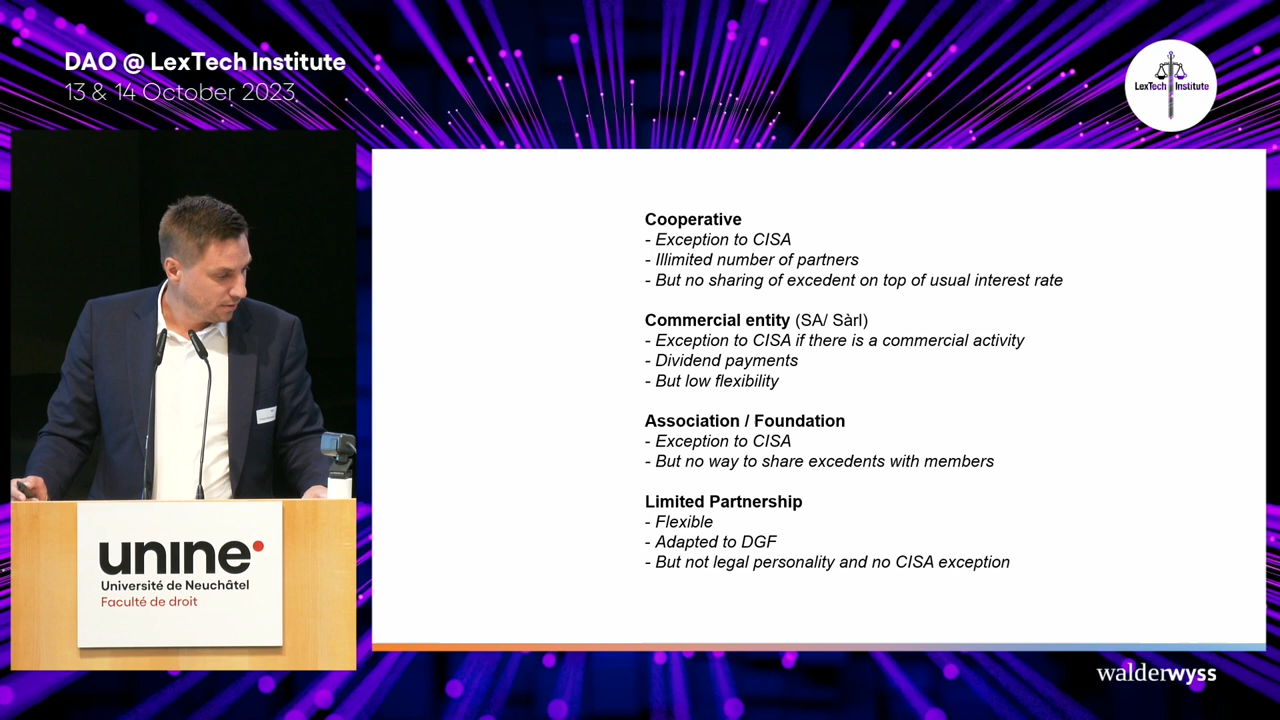 DAO @ LexTech Institute
13 & 14 October 2023
LexTech Institute
Cooperative
- Exception to CISA
- Illimited number of partners
- But no sharing of excedent on top of usual interest rate
Commercial entity (SA/ Sàrl)
- Exception to CISA if there is a commercial activity
- Dividend payments
- But low flexibility
Association / Foundation
- Exception to CISA
- But no way to share excedents with members
Limited Partnership
- Flexible
- Adapted to DGF
- But not legal personality and no CISA exception
unine
Université de Neuchâtel
Faculté de droit
walderwyss